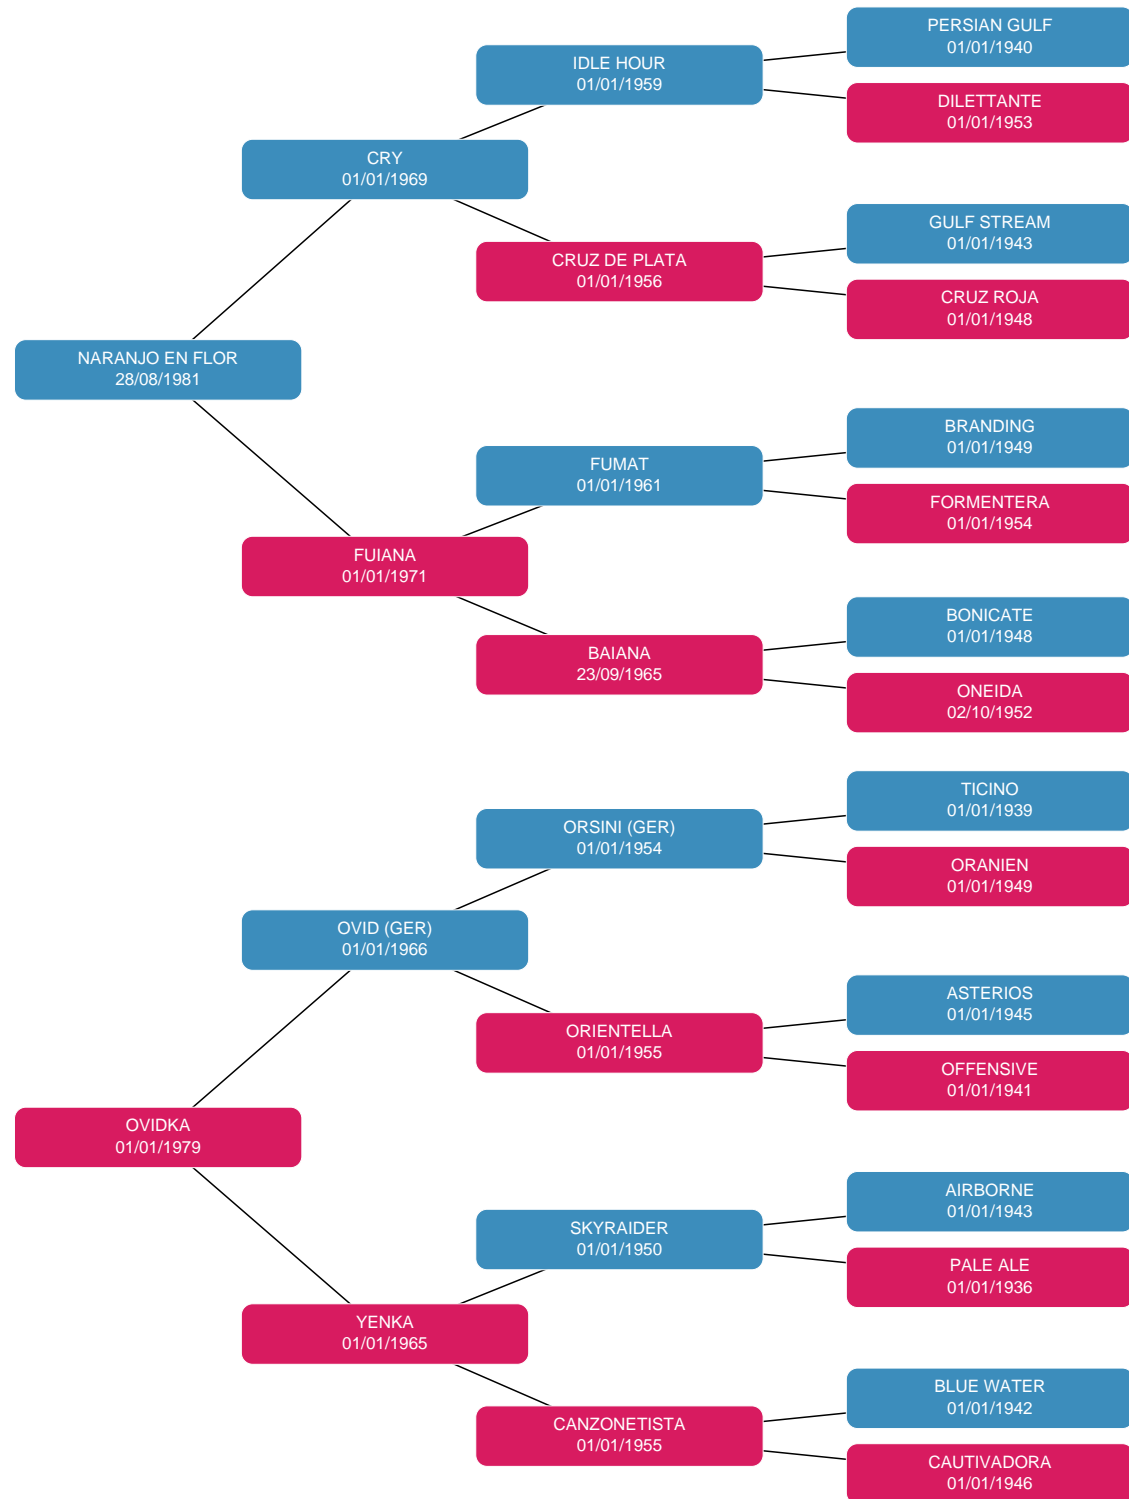 PERSIAN GULF
01/01/1940
IDLE HOUR
01/01/1959
DILETTANTE
01/01/1953
CRY
01/01/1969
GULF STREAM
01/01/1943
CRUZ DE PLATA
01/01/1956
CRUZ ROJA
01/01/1948
NARANJO EN FLOR
28/08/1981
BRANDING
01/01/1949
FUMAT
01/01/1961
FORMENTERA
01/01/1954
FUIANA
01/01/1971
BONICATE
01/01/1948
BAIANA
23/09/1965
ONEIDA
02/10/1952
TICINO
01/01/1939
ORSINI (GER)
01/01/1954
ORANIEN
01/01/1949
OVID (GER)
01/01/1966
ASTERIOS
01/01/1945
ORIENTELLA
01/01/1955
OFFENSIVE
01/01/1941
OVIDKA
01/01/1979
AIRBORNE
01/01/1943
SKYRAIDER
01/01/1950
PALE ALE
01/01/1936
YENKA
01/01/1965
BLUE WATER
01/01/1942
CANZONETISTA
01/01/1955
CAUTIVADORA
01/01/1946